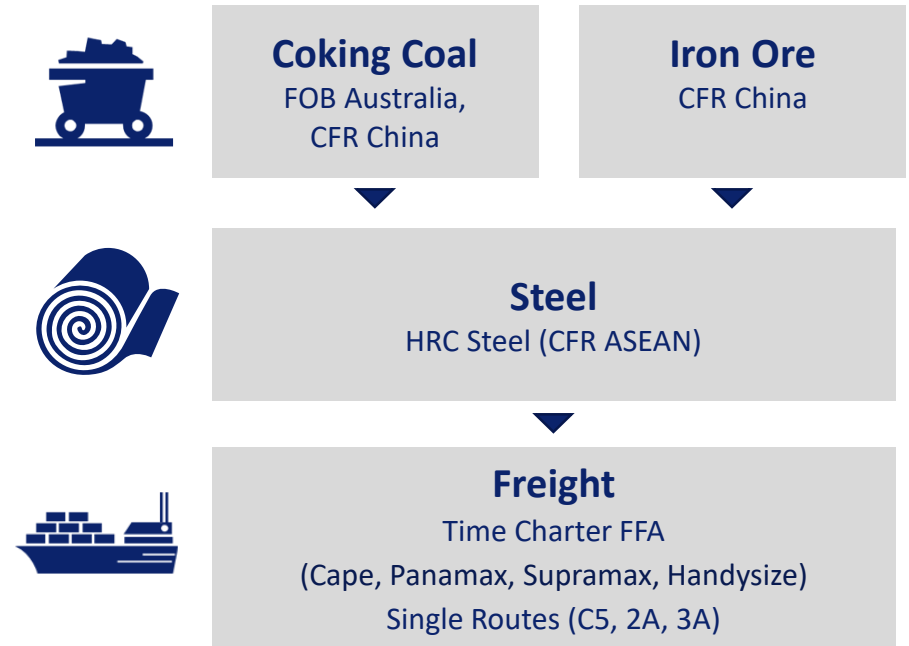 Coking Coal
FOB Australia,
CFR China
Iron Ore
CFR China
Steel
HRC Steel (CFR ASEAN)
Freight
Time Charter FFA
(Cape, Panamax, Supramax, Handysize)
Single Routes (C5, 2A, 3A)